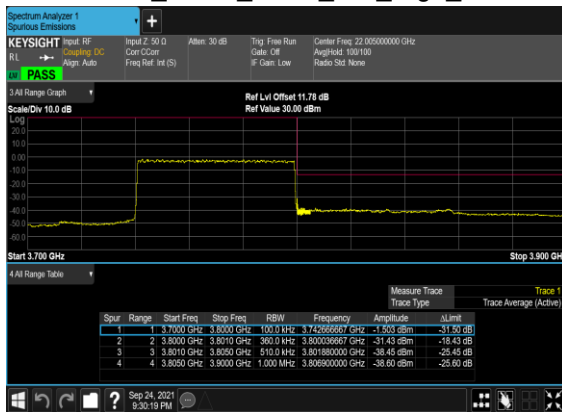 Spectrum Analyzer 1
Spurious Emissions
KEYSIGHT Input: RF Input Z: 50 Ω Atten: 30 dB Trig: Free Run Center Freq: 22.005000000 GHz
RL Coupling: DC Corr CCorr Gate: Off Avg|Hold: 100/100
Align: Auto Freq Ref: Int (S) IF Gain: Low Radio Std: None
PASS
3 All Range Graph
Ref Lvl Offset 11.78 dB
Scale/Div 10.0 dB Ref Value 30.00 dBm
Log
20.0
10.0
0.00
-10.0
-20.0
-30.0
-40.0
-50.0
-60.0
Start 3.700 GHz Stop 3.900 GH
4 All Range Table
Measure Trace Trace 1
Trace Type Trace Average (Active)
Spur Range Start Freq Stop Freq RBW Frequency Amplitude ΔLimit
1 1 3.7000 GHz 3.8000 GHz 100.0 kHz 3.742666667 GHz -1.503 dBm -31.50 dB
2 2 3.8000 GHz 3.8010 GHz 360.0 kHz 3.800036667 GHz -31.43 dBm -18.43 dB
3 3 3.8010 GHz 3.8050 GHz 510.0 kHz 3.801880000 GHz -38.45 dBm -25.45 dB
4 4 3.8050 GHz 3.9000 GHz 1.000 MHz 3.806900000 GHz -38.60 dBm -25.60 dB
Sep 24, 2021
9:30:19 PM